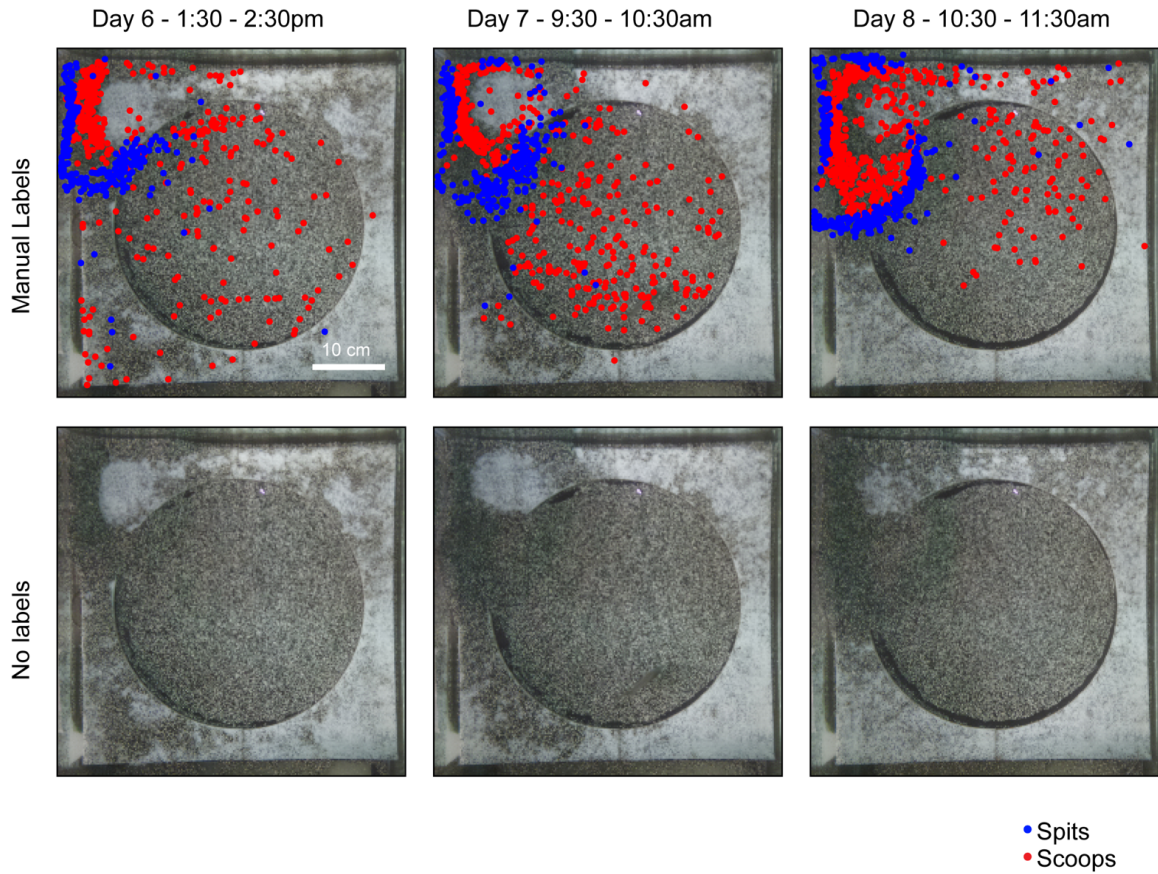 Day 6 - 1:30 - 2:30pm
Day 7 - 9:30 - 10:30am
Day 8 - 10:30 - 11:30am
Manual Labels
10 cm
No labels
Spits
Scoops